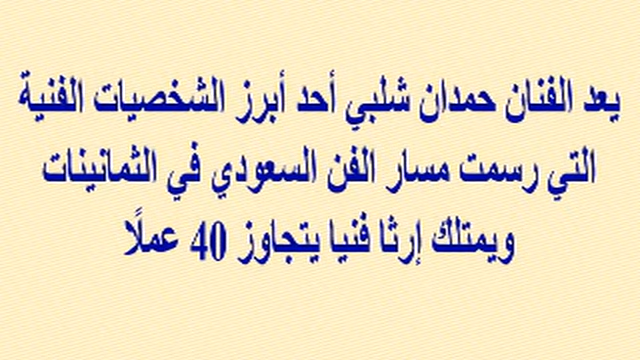 يعد الفنان حمدان شلبي أحد أبرز الشخصيات الفنية
التي رسمت مسار الفن السعودي في الثمانينات
ويمتلك إرثا فنيا يتجاوز 40 عملًا